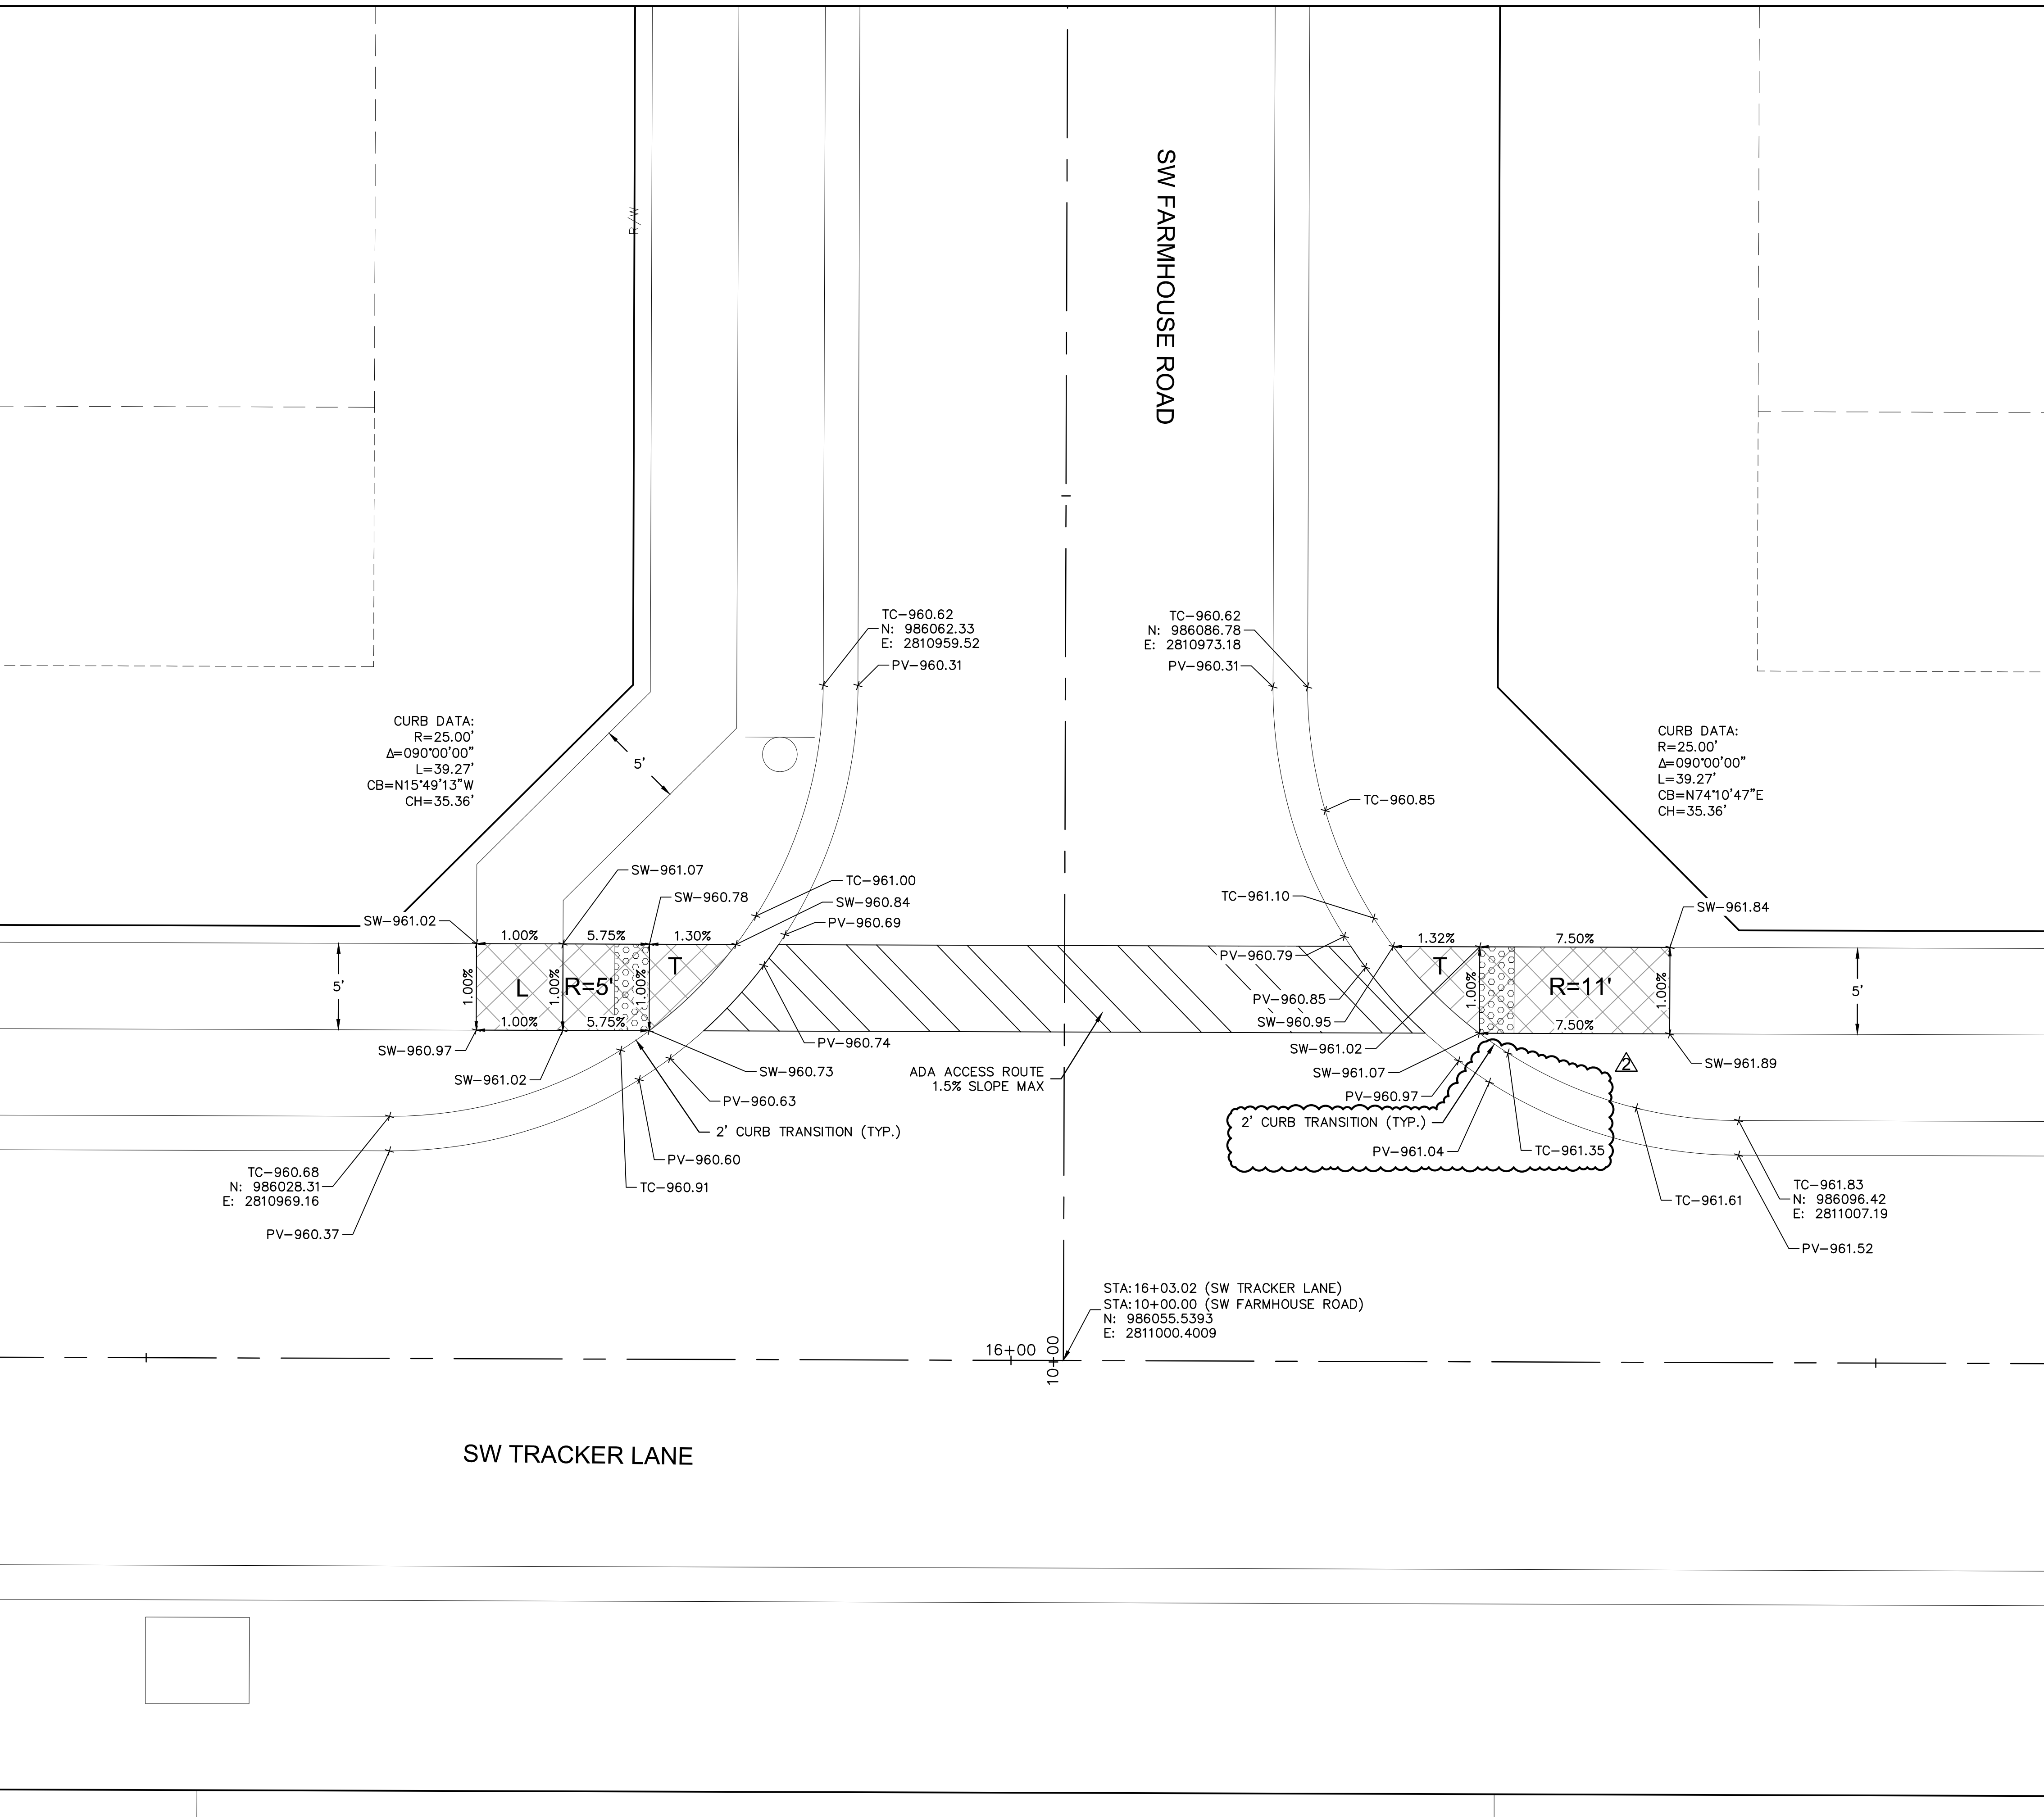 SW FARMHOUSE ROAD
R/W
TC-960.62
N: 986062.33
E: 2810959.52
PV-960.31
TC-960.62
N: 986086.78
E: 2810973.18
PV-960.31
CURB DATA:
R=25.00'
Δ=090°00'00"
L=39.27'
CB=N15°49'13"W
CH=35.36'
5'
CURB DATA:
R=25.00'
Δ=090°00'00"
L=39.27'
CB=N74°10'47"E
CH=35.36'
TC-960.85
SW-961.07
TC-961.00
SW-960.78
SW-960.84
SW-961.02
PV-960.69
TC-961.10
SW-961.84
1.00%
5.75%
1.30%
1.32%
7.50%
PV-960.79
5'
1.00%
L
1.00%
R=5'
1.00%
T
T
1.00%
R=11'
1.00%
5'
PV-960.85
SW-960.95
1.00%
5.75%
7.50%
SW-960.97
PV-960.74
SW-961.02
SW-961.89
SW-961.02
SW-960.73
ADA ACCESS ROUTE
1.5% SLOPE MAX
SW-961.07
2
PV-960.63
PV-960.97
2' CURB TRANSITION (TYP.)
2' CURB TRANSITION (TYP.)
PV-960.60
PV-961.04
TC-961.35
TC-960.68
N: 986028.31
E: 2810969.16
TC-960.91
TC-961.83
N: 986096.42
E: 2811007.19
TC-961.61
PV-960.37
PV-961.52
STA:16+03.02 (SW TRACKER LANE)
STA:10+00.00 (SW FARMHOUSE ROAD)
N: 986055.5393
E: 2811000.4009
16+00
10+00
SW TRACKER LANE